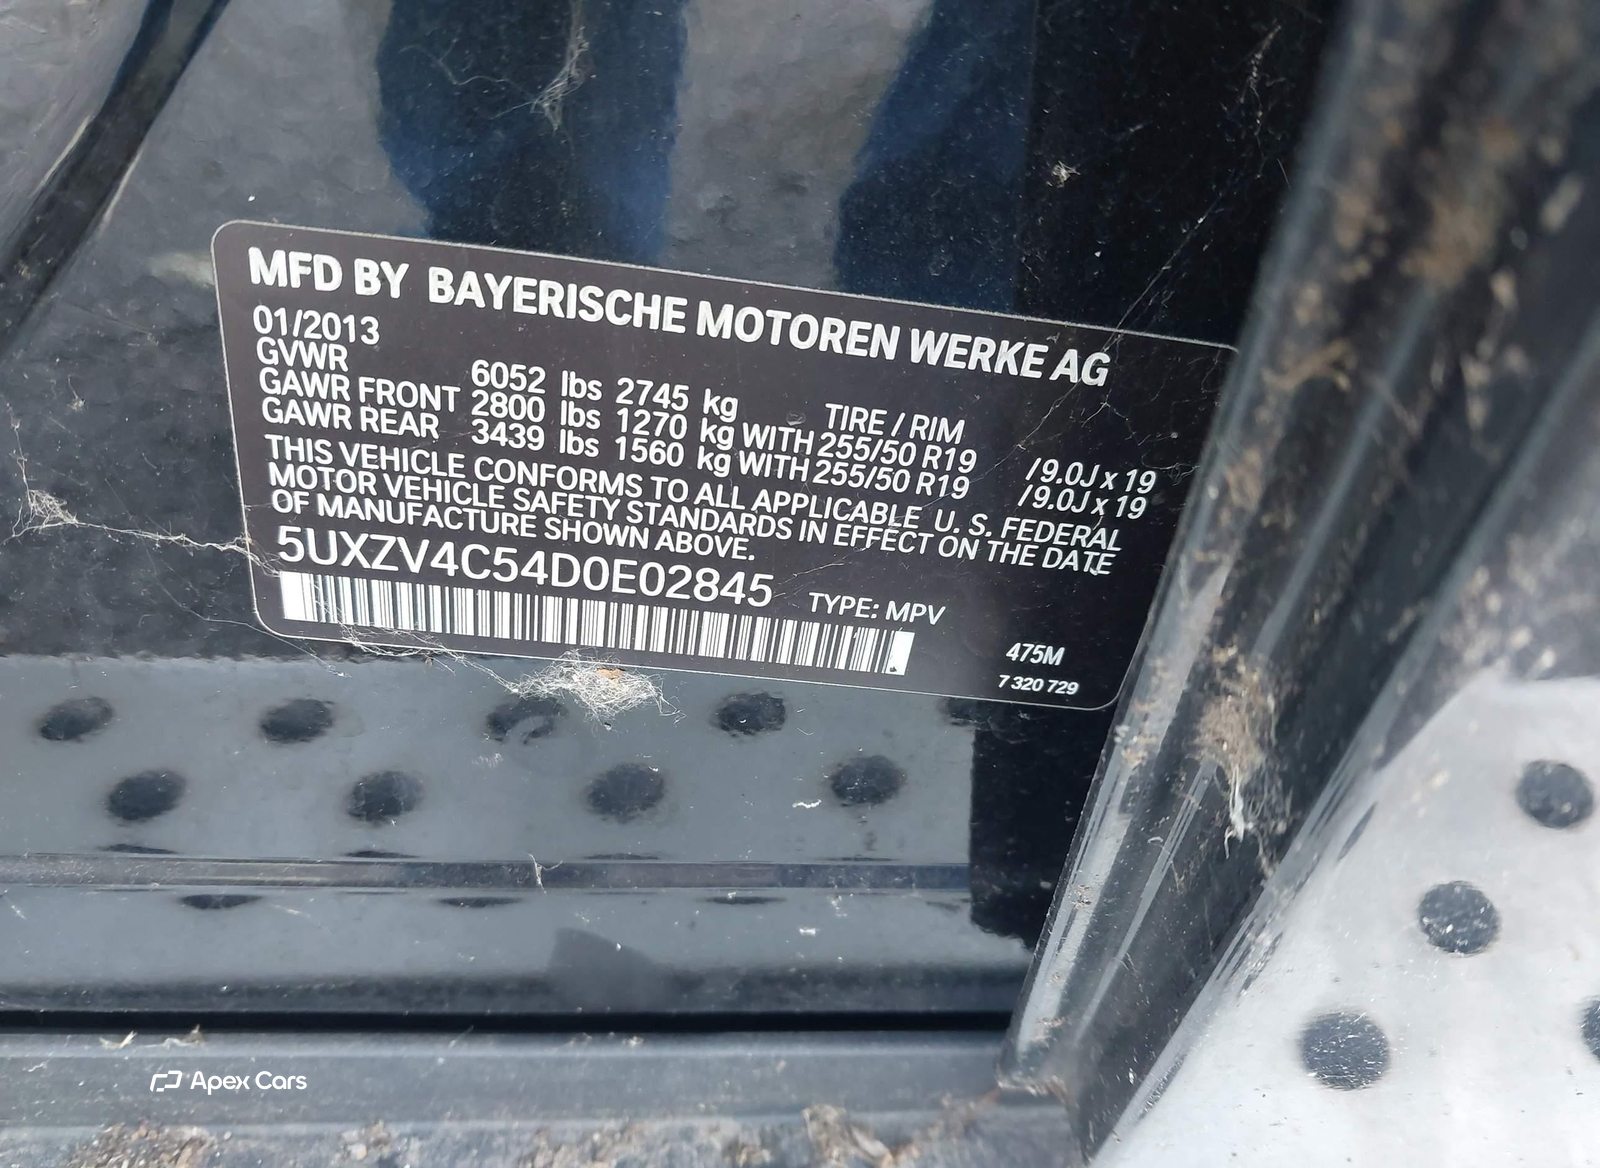 MFD BY BAYERISCHE MOTOREN WERKE AG
01/2013
GVWR 6052 lbs 2745 kg TIRE / RIM
GAWR FRONT 2800 lbs 1270 kg WITH 255/50 R19 / 9.0J x 19
GAWR REAR 3439 lbs 1560 kg WITH 255/50 R19 / 9.0J x 19
THIS VEHICLE CONFORMS TO ALL APPLICABLE U. S. FEDERAL
MOTOR VEHICLE SAFETY STANDARDS IN EFFECT ON THE DATE
OF MANUFACTURE SHOWN ABOVE.
5UXZV4C54D0E02845 TYPE: MPV
475M
7 320 729
Apex Cars